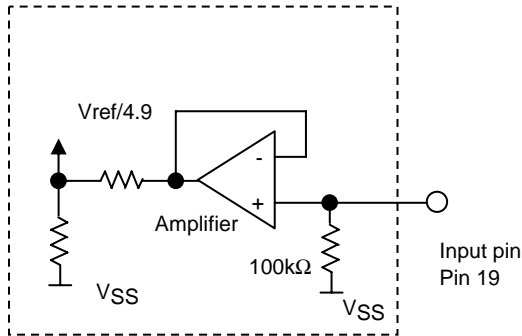 Vref/4.9
-
+
Amplifier
100kΩ
Input pin
Pin 19
VSS
VSS